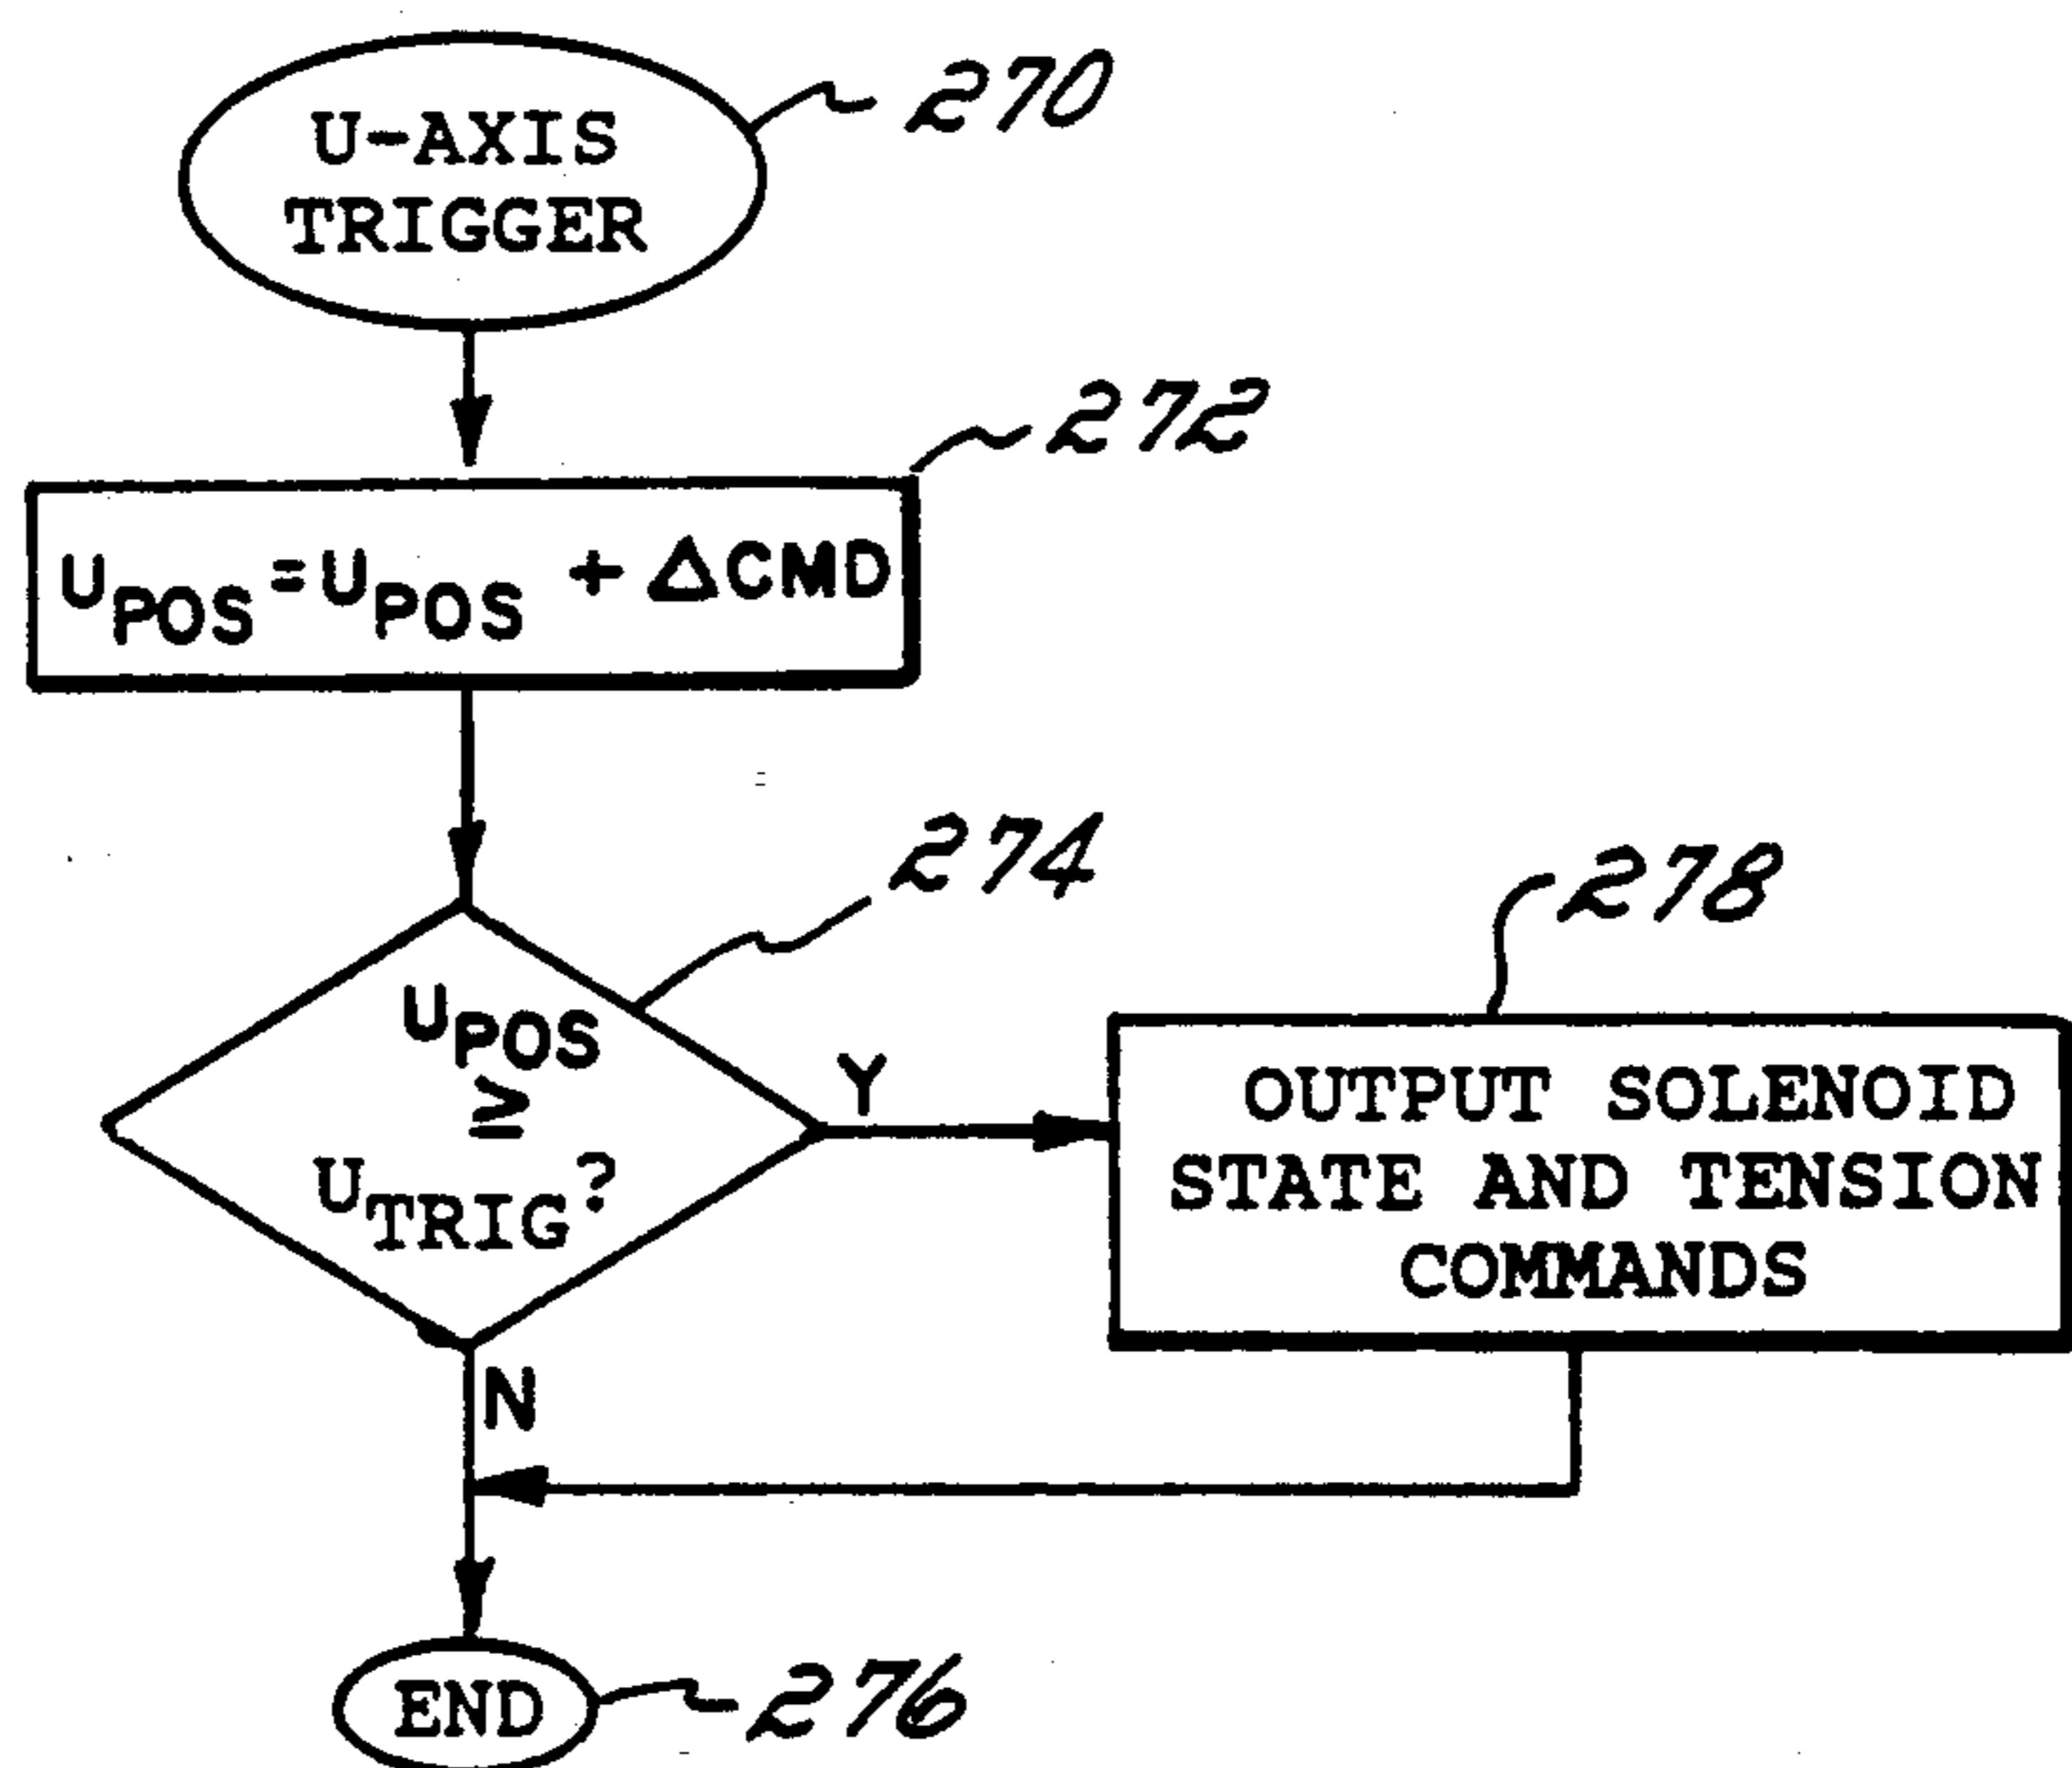 U-AXIS
TRIGGER
270
272
UPOS=UPOS + ΔCMD
274
UPOS
≥
UTRIG?
Y
278
OUTPUT SOLENOID
STATE AND TENSION
COMMANDS
N
END
276